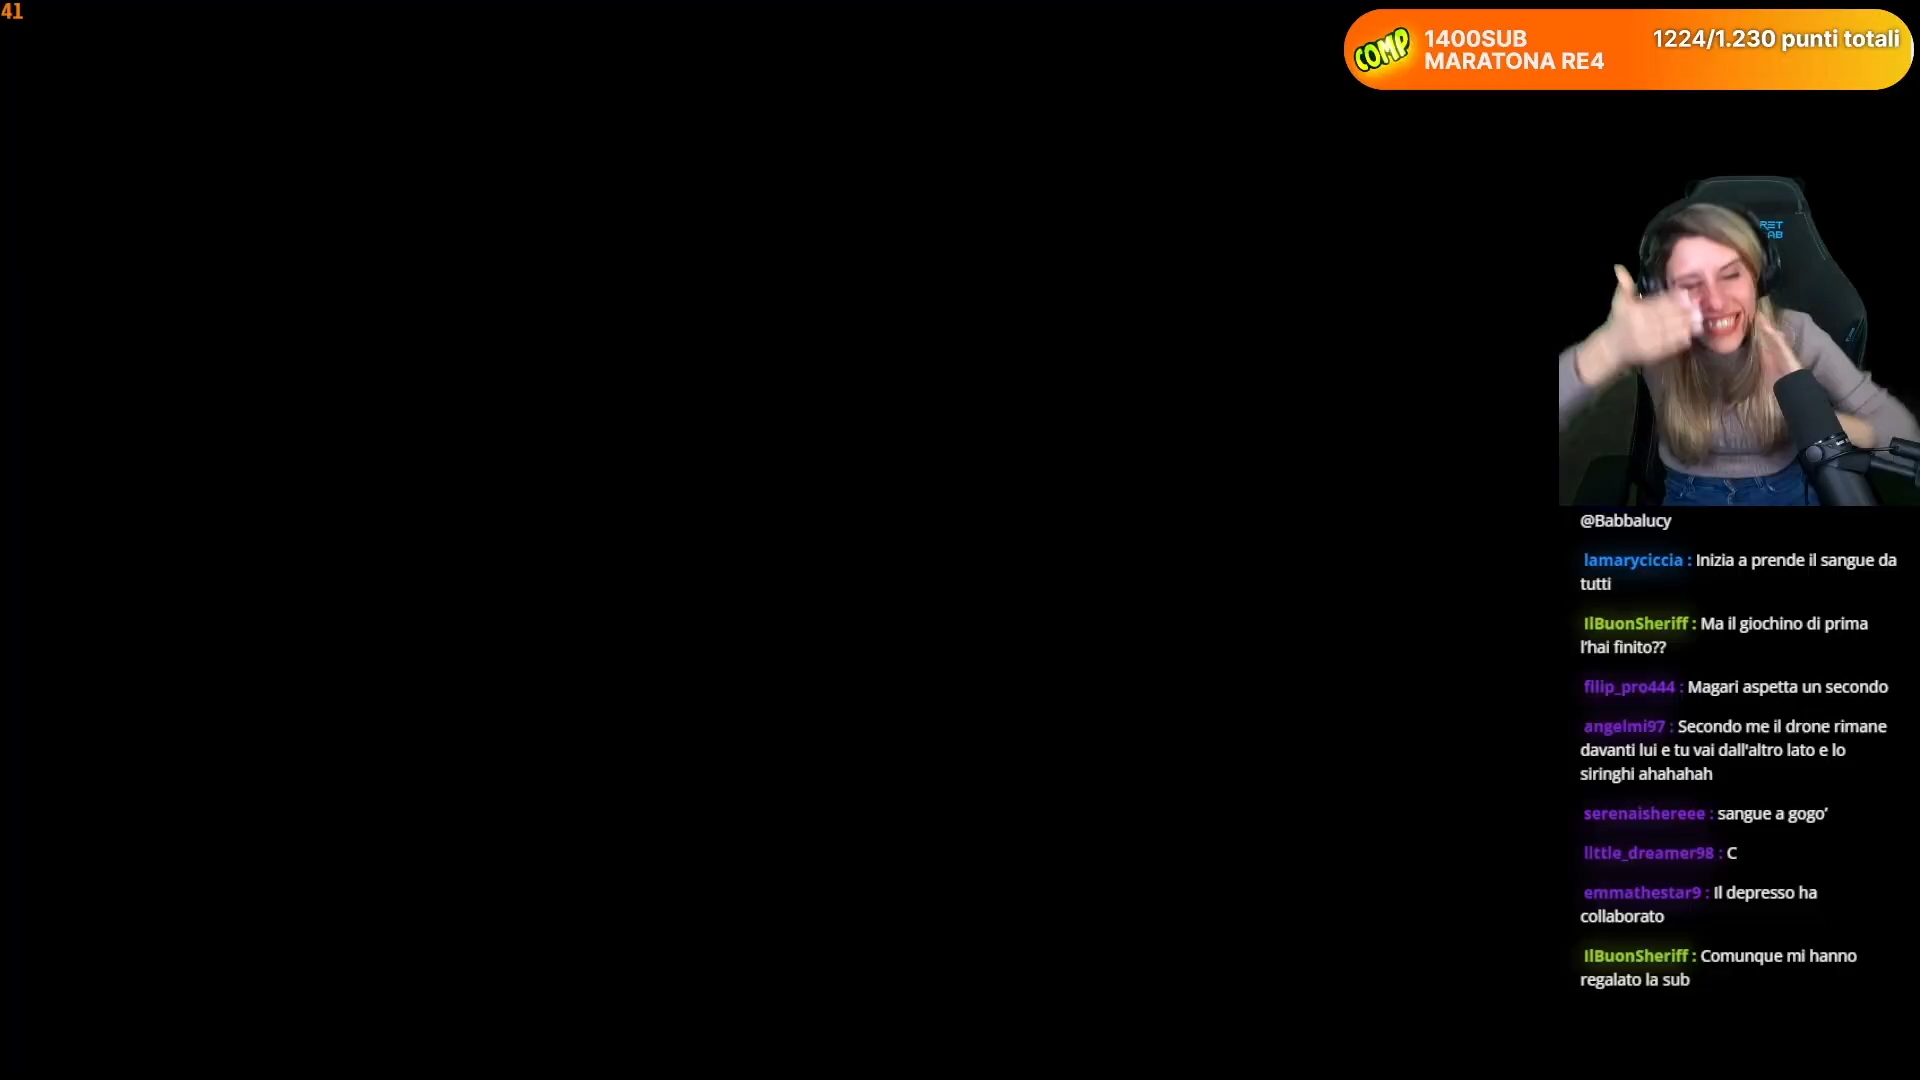 41
COMP
1400SUB
MARATONA RE4
1224/1.230 punti totali
RET
AB
@Babbalucy
lamaryciccia : Inizia a prende il sangue da
tutti
IlBuonSheriff : Ma il giochino di prima
l'hai finito??
filip_pro444 : Magari aspetta un secondo
angelmi97 : Secondo me il drone rimane
davanti lui e tu vai dall'altro lato e lo
siringhi ahahahah
serenaishereee : sangue a gogo’
little_dreamer98 : C
emmathestar9 : Il depresso ha
collaborato
IlBuonSheriff : Comunque mi hanno
regalato la sub